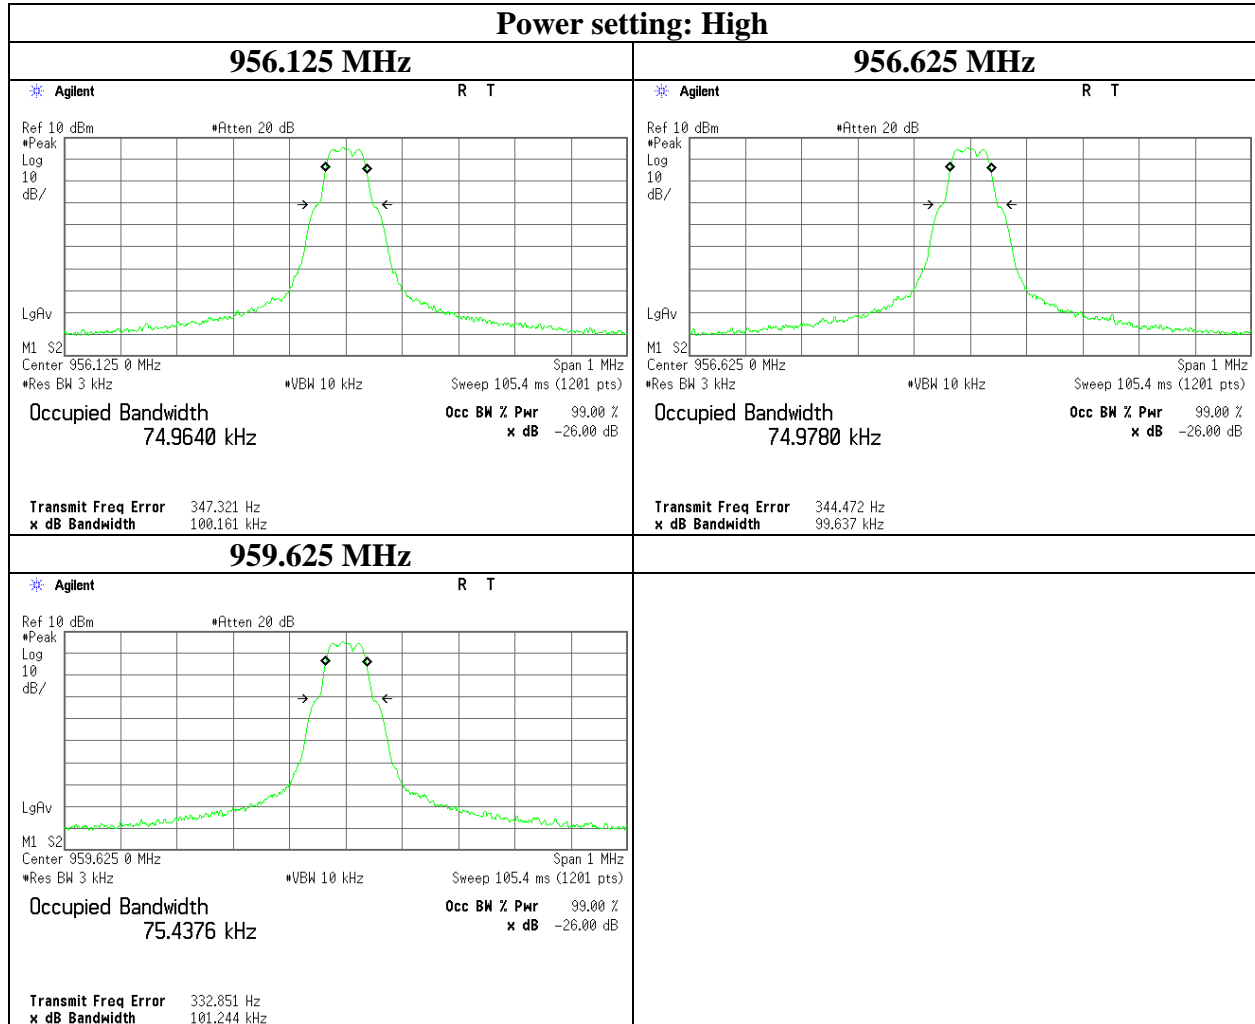 Power setting: High
956.125 MHz
956.625 MHz
Agilent R T
Ref 10 dBm #Atten 20 dB
#Peak
Log
10
dB/
LgAv
M1 S2
Center 956.125 0 MHz Span 1 MHz
#Res BW 3 kHz #VBW 10 kHz Sweep 105.4 ms (1201 pts)
Occupied Bandwidth Occ BW % Pwr 99.00 %
74.9640 kHz x dB -26.00 dB
Transmit Freq Error 347.321 Hz
x dB Bandwidth 100.161 kHz
Agilent R T
Ref 10 dBm #Atten 20 dB
#Peak
Log
10
dB/
LgAv
M1 S2
Center 956.625 0 MHz Span 1 MHz
#Res BW 3 kHz #VBW 10 kHz Sweep 105.4 ms (1201 pts)
Occupied Bandwidth Occ BW % Pwr 99.00 %
74.9780 kHz x dB -26.00 dB
Transmit Freq Error 344.472 Hz
x dB Bandwidth 99.637 kHz
959.625 MHz
Agilent R T
Ref 10 dBm #Atten 20 dB
#Peak
Log
10
dB/
LgAv
M1 S2
Center 959.625 0 MHz Span 1 MHz
#Res BW 3 kHz #VBW 10 kHz Sweep 105.4 ms (1201 pts)
Occupied Bandwidth Occ BW % Pwr 99.00 %
75.4376 kHz x dB -26.00 dB
Transmit Freq Error 332.851 Hz
x dB Bandwidth 101.244 kHz